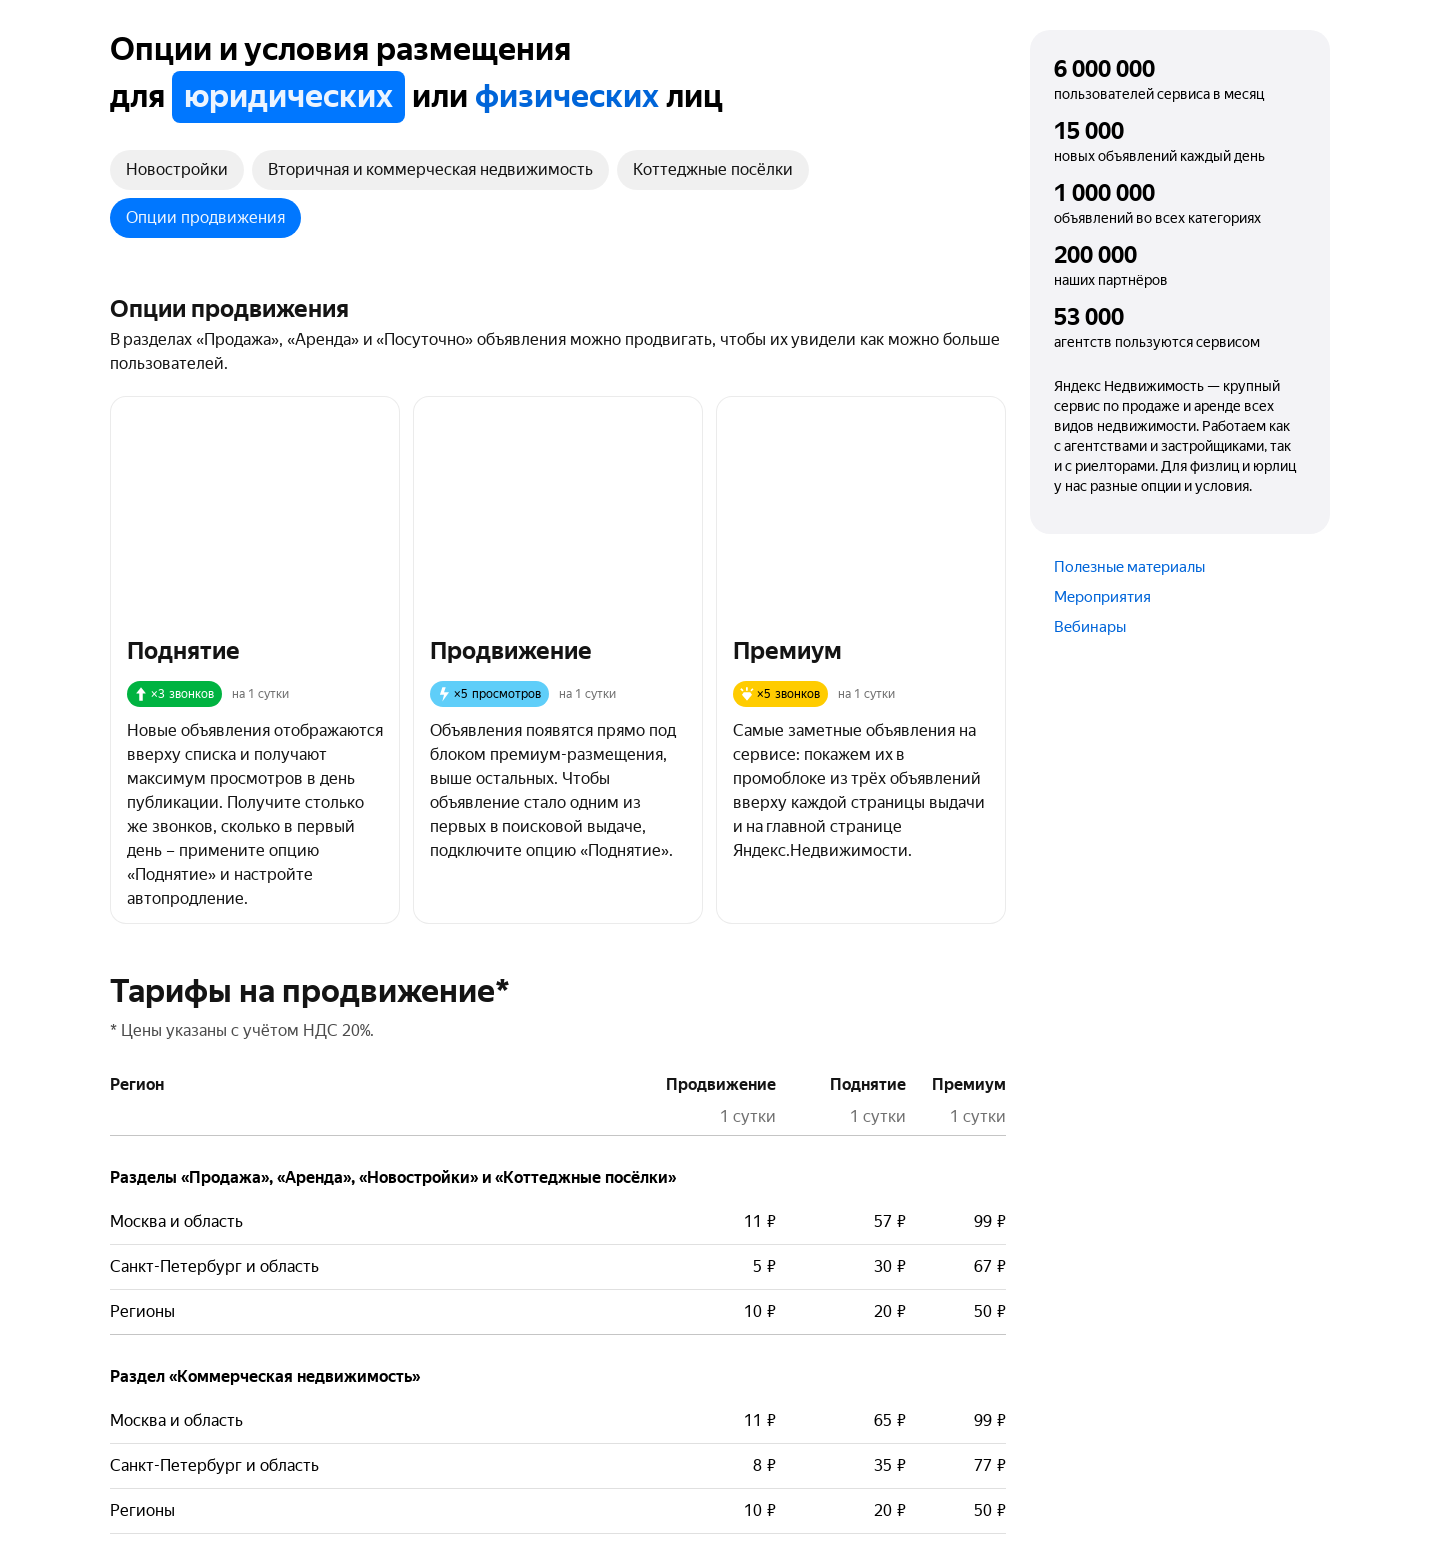 Опции и условия размещения
для юридических или физических лиц
Новостройки
Вторичная и коммерческая недвижимость
Коттеджные посёлки
Опции продвижения
Опции продвижения
В разделах «Продажа», «Аренда» и «Посуточно» объявления можно продвигать, чтобы их увидели как можно больше
пользователей.
Поднятие
×3 звонков на 1 сутки
Новые объявления отображаются
вверху списка и получают
максимум просмотров в день
публикации. Получите столько
же звонков, сколько в первый
день – примените опцию
«Поднятие» и настройте
автопродление.
Продвижение
×5 просмотров на 1 сутки
Объявления появятся прямо под
блоком премиум-размещения,
выше остальных. Чтобы
объявление стало одним из
первых в поисковой выдаче,
подключите опцию «Поднятие».
Премиум
×5 звонков на 1 сутки
Самые заметные объявления на
сервисе: покажем их в
промоблоке из трёх объявлений
вверху каждой страницы выдачи
и на главной странице
Яндекс.Недвижимости.
Тарифы на продвижение*
* Цены указаны с учётом НДС 20%.
Регион Продвижение Поднятие Премиум
1 сутки 1 сутки 1 сутки
Разделы «Продажа», «Аренда», «Новостройки» и «Коттеджные посёлки»
Москва и область 11 ₽ 57 ₽ 99 ₽
Санкт-Петербург и область 5 ₽ 30 ₽ 67 ₽
Регионы 10 ₽ 20 ₽ 50 ₽
Раздел «Коммерческая недвижимость»
Москва и область 11 ₽ 65 ₽ 99 ₽
Санкт-Петербург и область 8 ₽ 35 ₽ 77 ₽
Регионы 10 ₽ 20 ₽ 50 ₽
6 000 000
пользователей сервиса в месяц
15 000
новых объявлений каждый день
1 000 000
объявлений во всех категориях
200 000
наших партнёров
53 000
агентств пользуются сервисом
Яндекс Недвижимость — крупный
сервис по продаже и аренде всех
видов недвижимости. Работаем как
с агентствами и застройщиками, так
и с риелторами. Для физлиц и юрлиц
у нас разные опции и условия.
Полезные материалы
Мероприятия
Вебинары